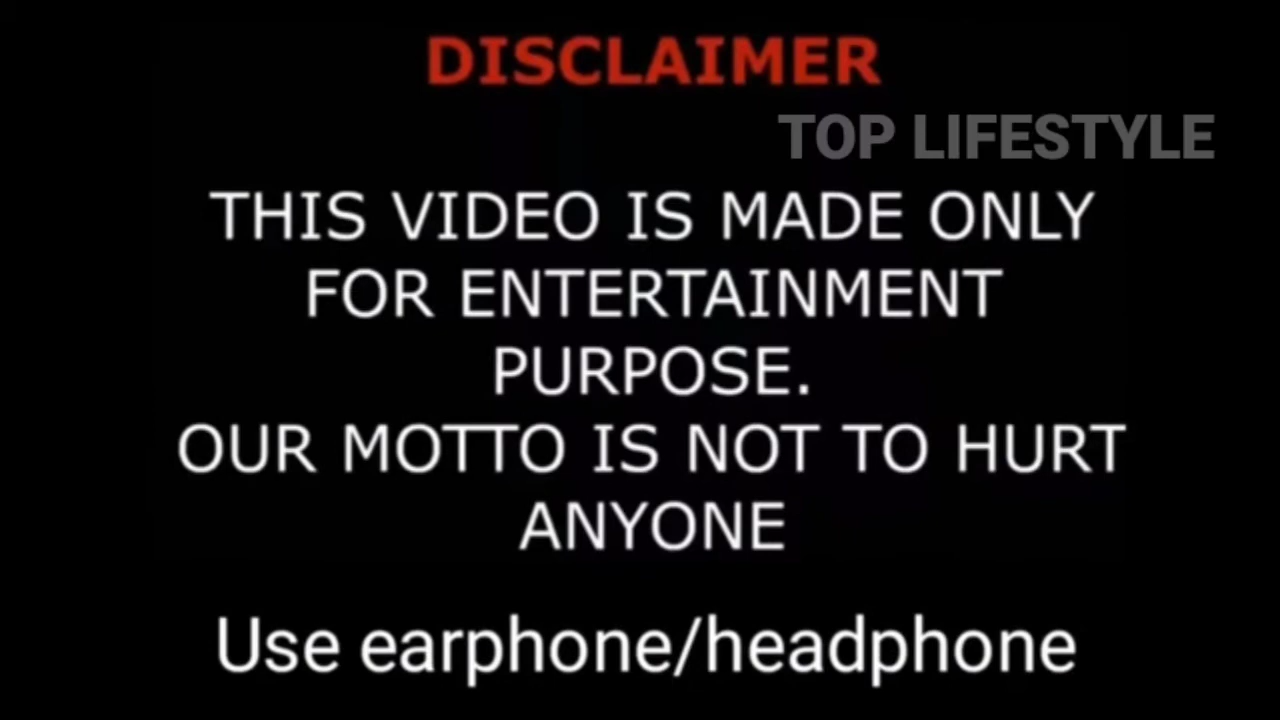 DISCLAIMER
TOP LIFESTYLE
THIS VIDEO IS MADE ONLY
FOR ENTERTAINMENT
PURPOSE.
OUR MOTTO IS NOT TO HURT
ANYONE
Use earphone/headphone